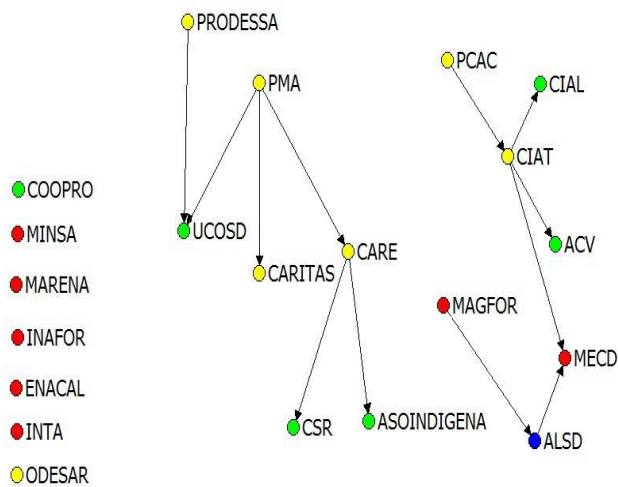 PRODESSA
PCAC
PMA
CIAL
CIAT
COOPRO
UCOSD
MINSA
ACV
CARE
CARITAS
MARENA
MAGFOR
INAFOR
MECD
ENACAL
CSR
ASOINDIGENA
INTA
ALSD
ODESAR